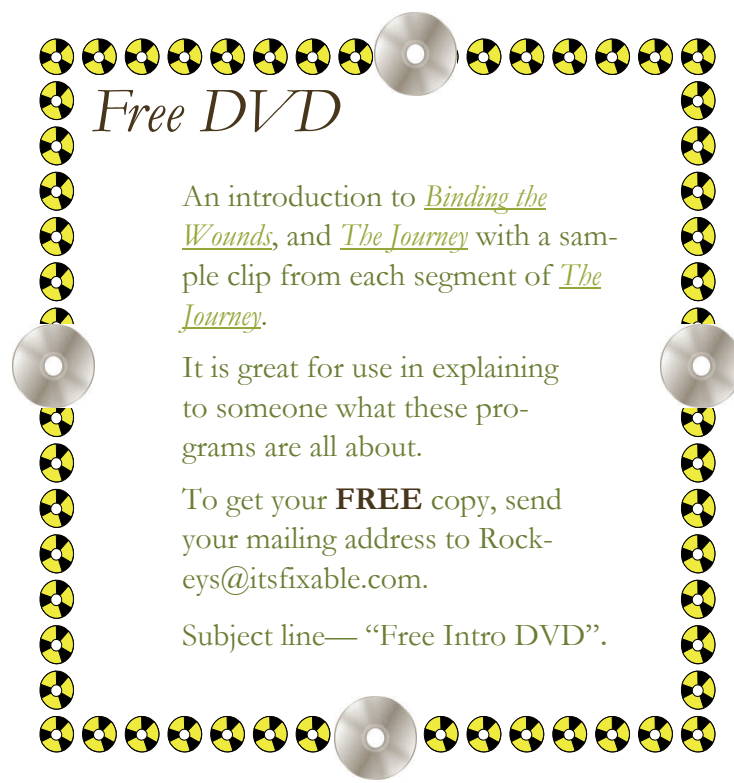 Free DVD
An introduction to Binding the
Wounds, and The Journey with a sam-
ple clip from each segment of The
Journey.
It is great for use in explaining
to someone what these pro-
grams are all about.
To get your FREE copy, send
your mailing address to Rock-
eys@itsfixable.com.
Subject line— “Free Intro DVD”.